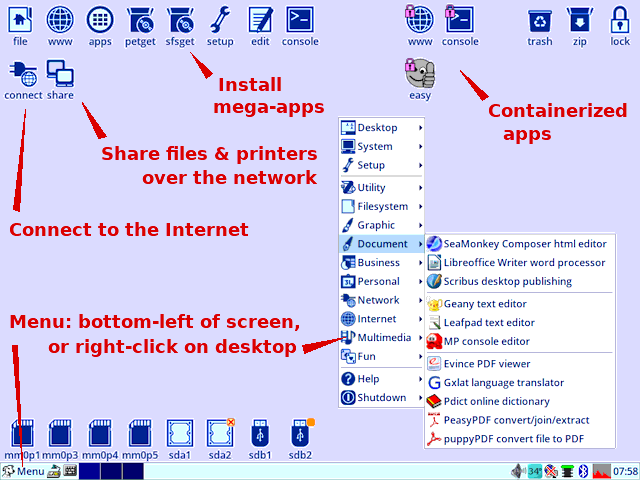 file www apps petget sfsget setup edit console www console trash zip lock
connect share easy
Install
mega-apps
Containerized
apps
Share files & printers
over the network
Connect to the Internet
Menu: bottom-left of screen,
or right-click on desktop
Desktop
System
Setup
Utility
Filesystem
Graphic
Document
Business
Personal
Network
Internet
Multimedia
Fun
Help
Shutdown
SeaMonkey Composer html editor
Libreoffice Writer word processor
Scribus desktop publishing
Geany text editor
Leafpad text editor
MP console editor
Evince PDF viewer
Gxlat language translator
Pdict online dictionary
PeasyPDF convert/join/extract
puppyPDF convert file to PDF
mm0p1 mm0p3 mm0p4 mm0p5 sda1 sda2 sdb1 sdb2
Menu 34° 07:58